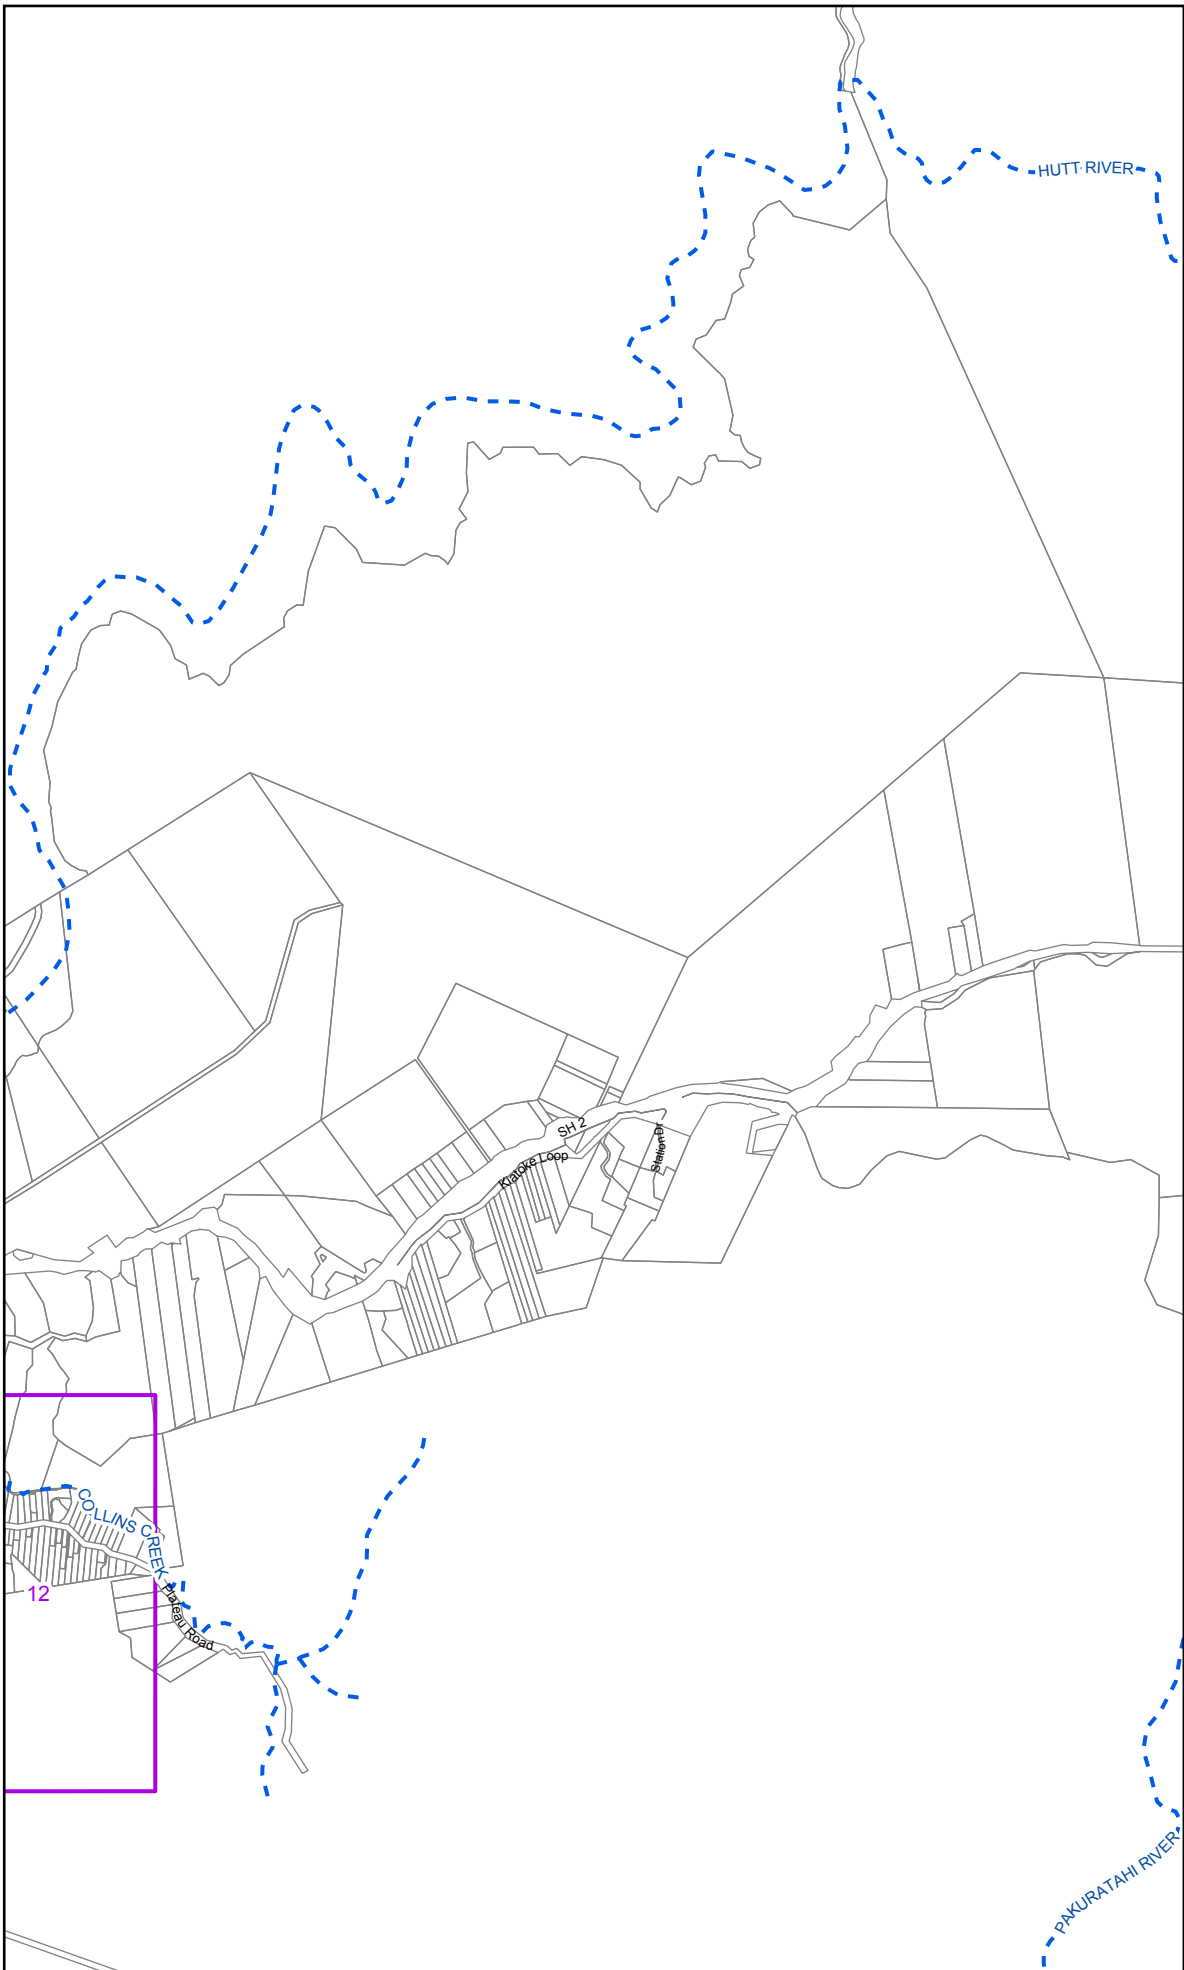 HUTT RIVER
SH 2
Station Dr
Kiatoke Loop
COLLINS CREEK
12
Plateau Road
PAKURATAHI RIVER